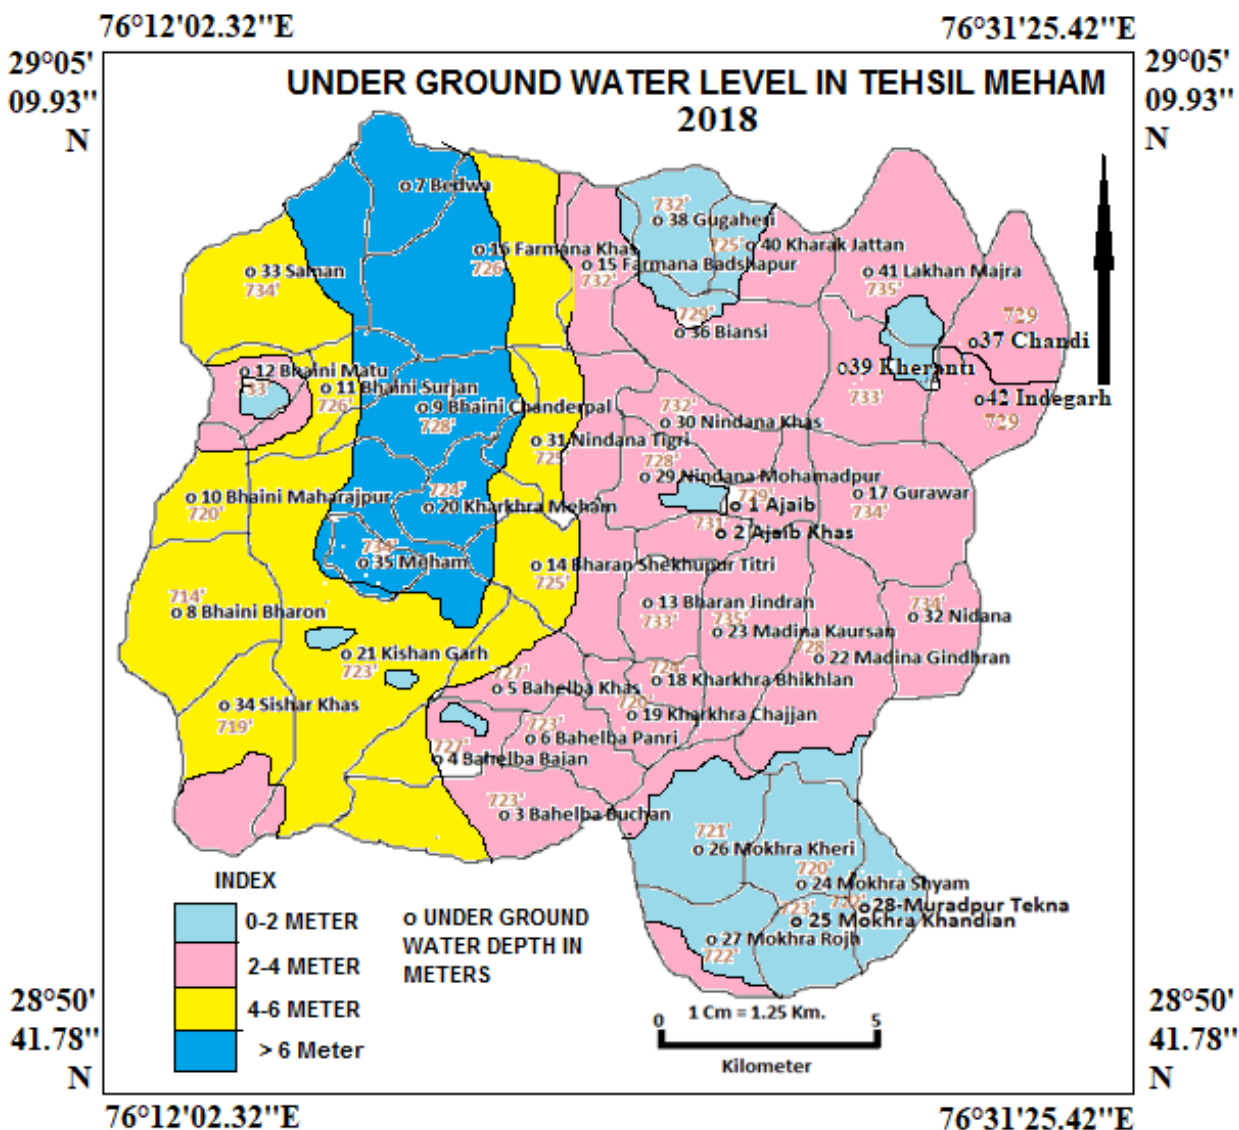 76°12'02.32"E
76°31'25.42"E
29°05'
09.93"
N
29°05'
09.93"
N
UNDER GROUND WATER LEVEL IN TEHSIL MEHAM
2018
o 7 Bedwa
732'
o 38 Gugaheri
725'
o 40 Kharak Jattan
o 16 Farmana Khas
726
o 15 Farmana Badshapur
732'
o 33 Saman
734'
o 41 Lakhan Majra
735'
729'
o 36 Biansi
729
o37 Chandi
o 12 Bhaini Matu
733'
o 11 Bhaini Surjan
726'
o39 Kheranti
733'
o42 Indegarh
729
o 9 Bhaini Chanderpal
728'
732'
o 30 Nindana Khas
o 31 Nindana Tigri
725'
728'
o 29 Nindana Mohamadpur
o 10 Bhaini Maharajpur
720'
724'
o 20 Kharkhra Meham
729'
o 1 Ajaib
o 17 Gurawar
734'
731'
o 2 Ajaib Khas
734'
o 35 Meham
o 14 Bharan Shekhupur Titri
725'
714'
o 8 Bhaini Bharon
o 13 Bharan Jindran
733'
735'
o 23 Madina Kaursan
734'
o 32 Nidana
728'
o 22 Madina Gindhran
o 21 Kishan Garh
723'
727'
o 5 Bahelba Khas
724'
o 18 Kharkhra Bhikhlan
o 34 Sishar Khas
719'
720'
o 19 Kharkhra Chajjan
723'
o 6 Bahelba Panri
727'
o 4 Bahelba Bajan
723'
o 3 Bahelba Buchan
721'
o 26 Mokhra Kheri
720'
o 24 Mokhra Shyam
722'
o 28-Muradpur Tekna
723'
o 25 Mokhra Khandian
o 27 Mokhra Rojh
722'
INDEX
0-2 METER
2-4 METER
4-6 METER
> 6 Meter
o UNDER GROUND
WATER DEPTH IN
METERS
1 Cm = 1.25 Km.
0 5
Kilometer
28°50'
41.78"
N
28°50'
41.78"
N
76°12'02.32"E
76°31'25.42"E